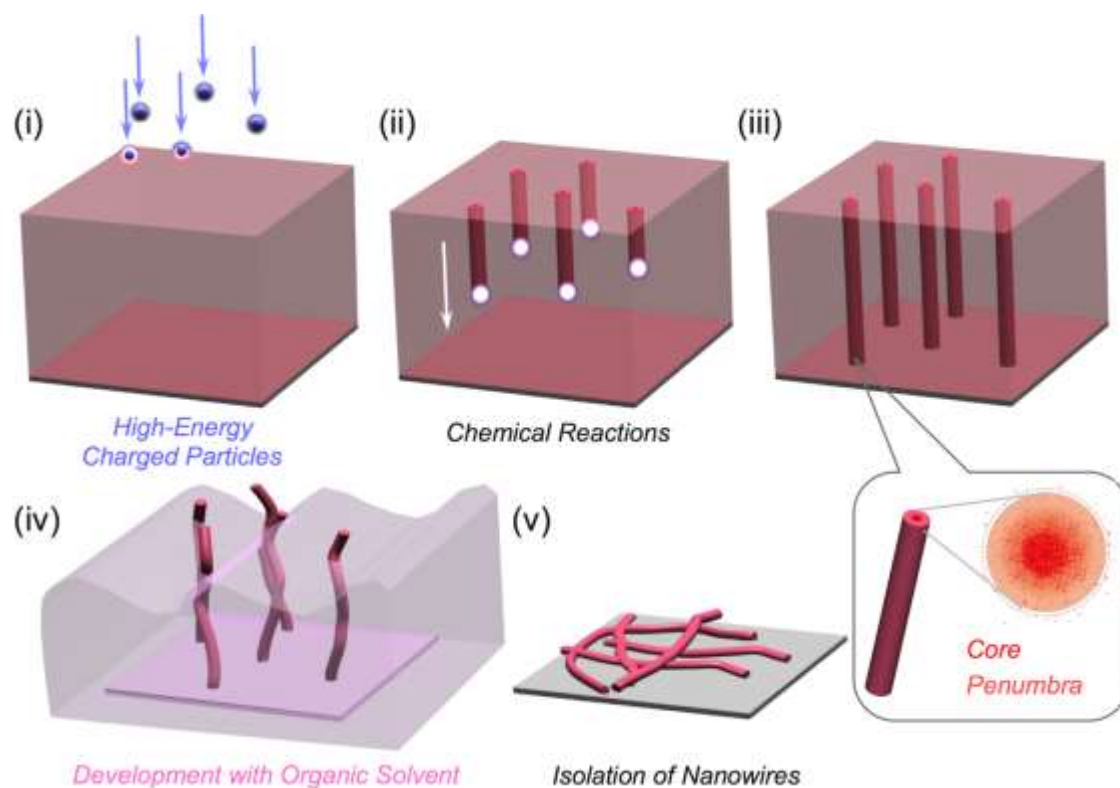 (i)
(ii)
(iii)
High-Energy
Charged Particles
Chemical Reactions
(iv)
(v)
Core
Penumbra
Development with Organic Solvent
Isolation of Nanowires